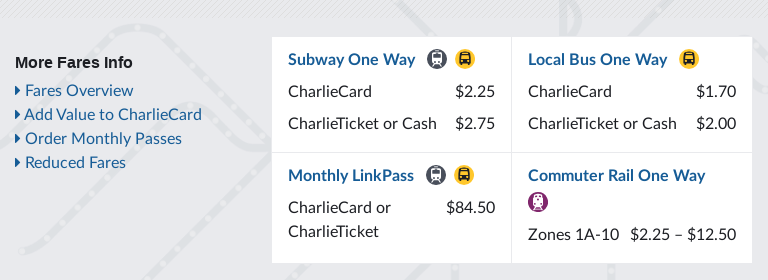 More Fares Info
Fares Overview
Add Value to CharlieCard
Order Monthly Passes
Reduced Fares
Subway One Way
CharlieCard $2.25
CharlieTicket or Cash $2.75
Local Bus One Way
CharlieCard $1.70
CharlieTicket or Cash $2.00
Monthly LinkPass
CharlieCard or $84.50
CharlieTicket
Commuter Rail One Way
Zones 1A-10 $2.25 – $12.50